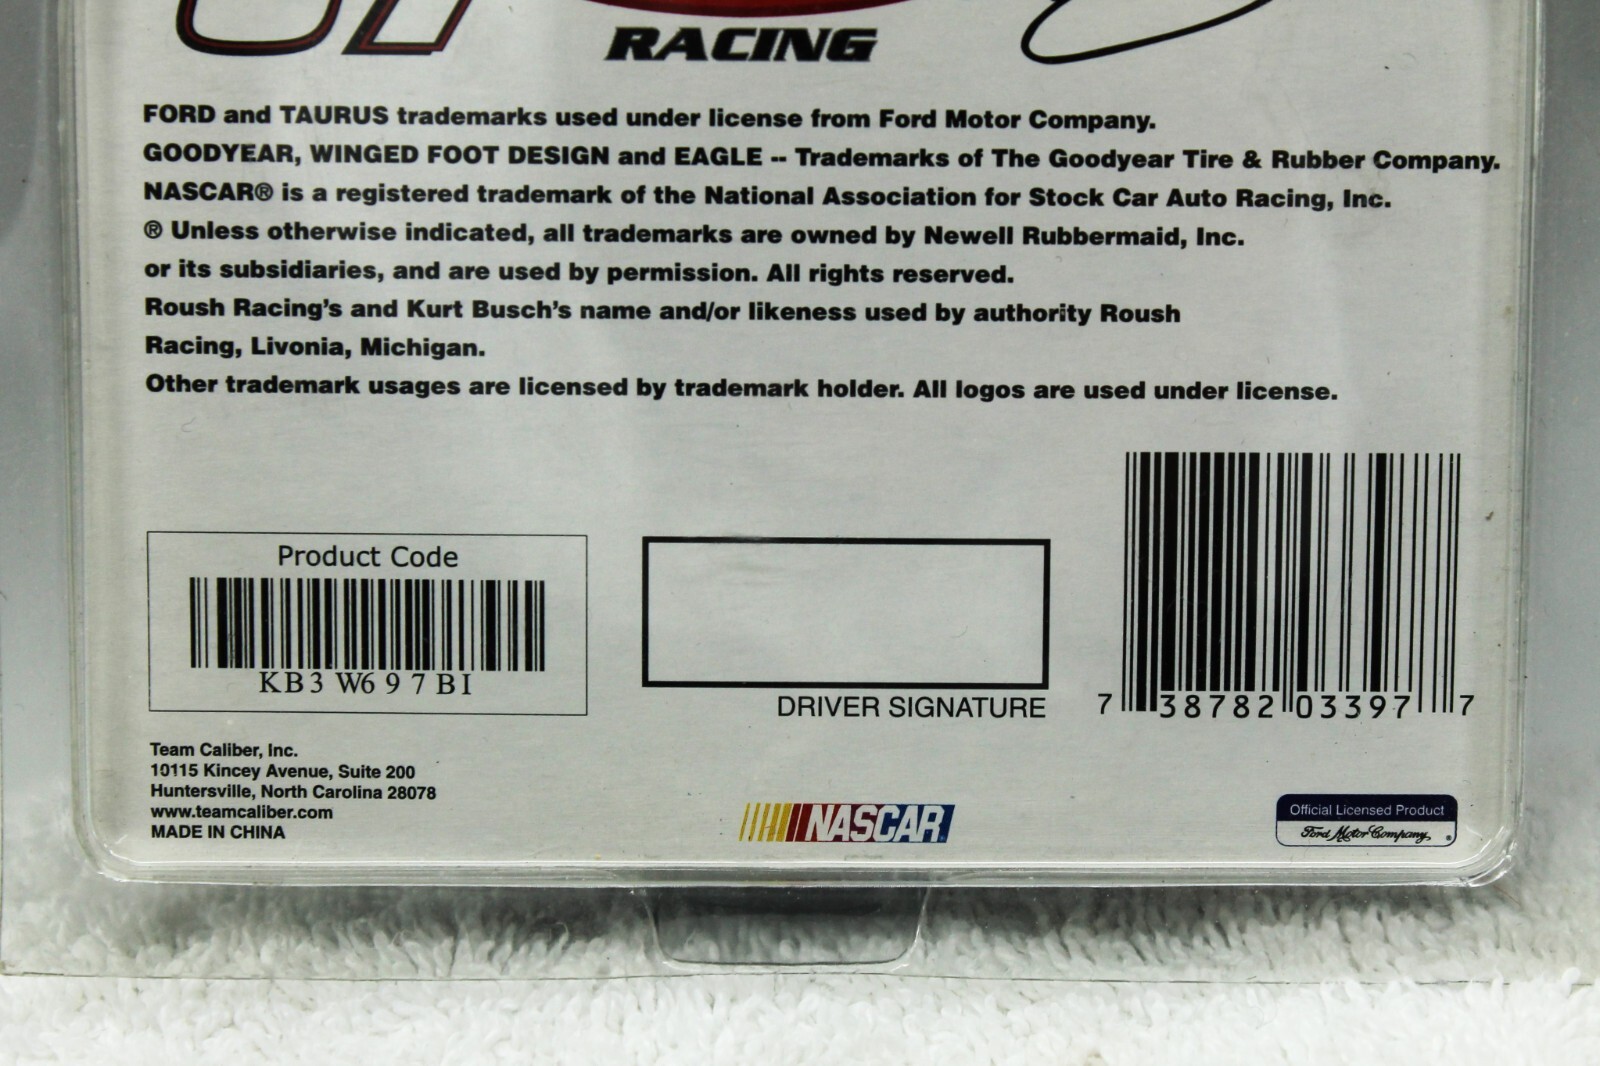 RACING
FORD and TAURUS trademarks used under license from Ford Motor Company.
GOODYEAR, WINGED FOOT DESIGN and EAGLE -- Trademarks of The Goodyear Tire & Rubber Company.
NASCAR® is a registered trademark of the National Association for Stock Car Auto Racing, Inc.
® Unless otherwise indicated, all trademarks are owned by Newell Rubbermaid, Inc.
or its subsidiaries, and are used by permission. All rights reserved.
Roush Racing's and Kurt Busch's name and/or likeness used by authority Roush
Racing, Livonia, Michigan.
Other trademark usages are licensed by trademark holder. All logos are used under license.
Product Code
KB3W697BI
DRIVER SIGNATURE
7 38782 03397 7
Team Caliber, Inc.
10115 Kincey Avenue, Suite 200
Huntersville, North Carolina 28078
www.teamcaliber.com
MADE IN CHINA
NASCAR
Official Licensed Product
Ford Motor Company ®